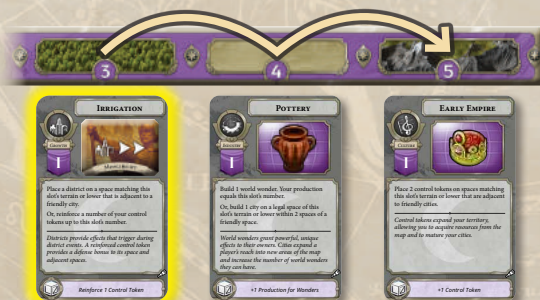 3
4
5
IRRIGATION
GROWTH
I
Place a district on a space matching this
slot's terrain or lower that is adjacent to a
friendly city.
Or, reinforce a number of your control
tokens up to this slot's number.
Districts provide effects that trigger during
district events. A reinforced control token
provides a defense bonus to its space and
adjacent spaces.
Reinforce 1 Control Token
POTTERY
INDUSTRY
I
Build 1 world wonder. Your production
equals this slot's number.
Or, build 1 city on a legal space of this
slot's terrain or lower within 2 spaces of a
friendly space.
World wonders grant powerful, unique
effects to their owners. Cities expand a
player's reach into new areas of the map
and increase the number of world wonders
they can have.
+1 Production for Wonders
EARLY EMPIRE
CULTURE
I
Place 2 control tokens on spaces matching
this slot's terrain or lower that are adjacent
to friendly cities.
Control tokens expand your territory,
allowing you to acquire resources from the
map and to mature your cities.
+1 Control Token